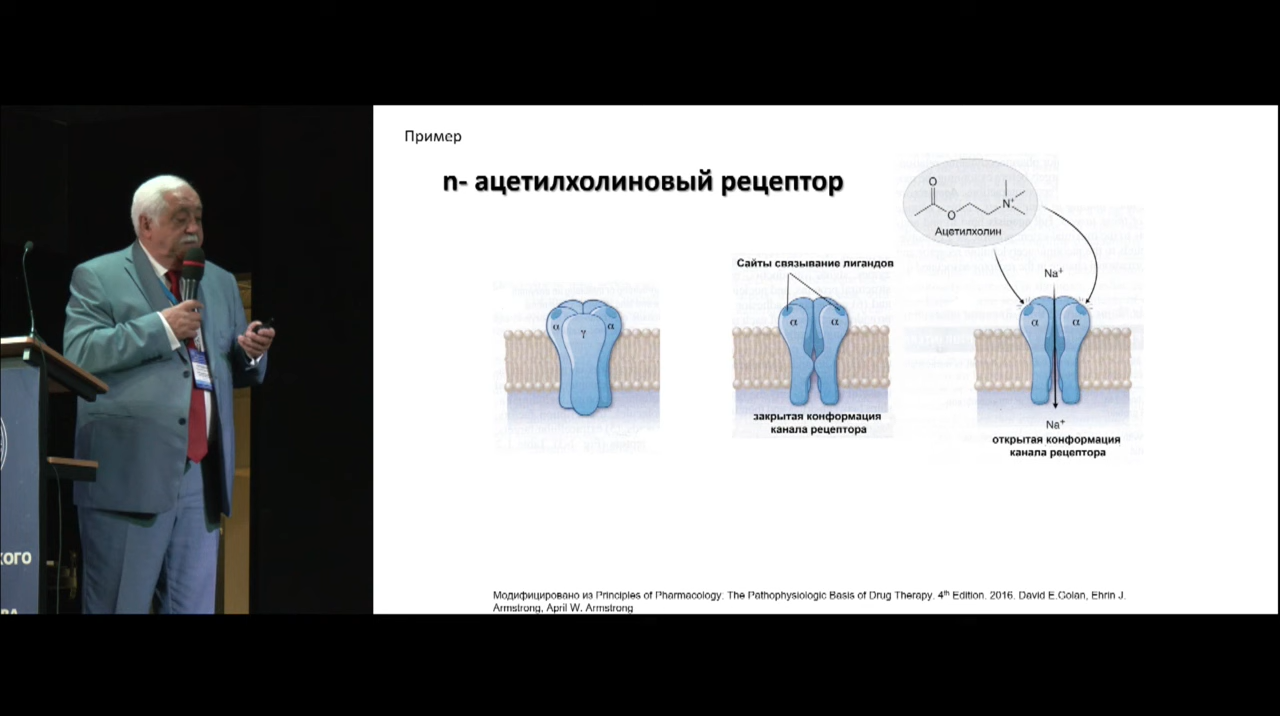 Пример
n- ацетилхолиновый рецептор
O
O
N⁺
Ацетилхолин
Сайты связывание лигандов
Na⁺
α
γ
α
α
α
α
α
закрытая конформация
канала рецептора
Na⁺
открытая конформация
канала рецептора
кого
Модифицировано из Principles of Pharmacology: The Pathophysiologic Basis of Drug Therapy. 4th Edition. 2016. David E.Golan, Ehrin J.
Armstrong, April W. Armstrong